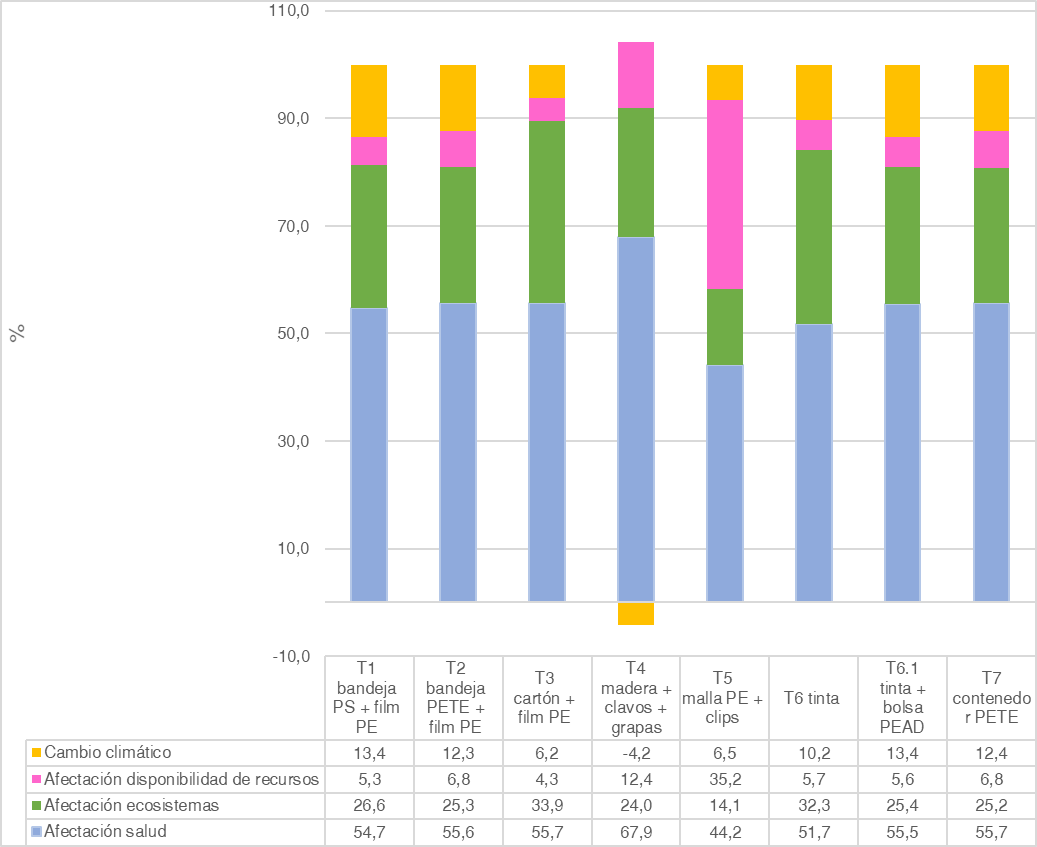 110,0
90,0
70,0
50,0
30,0
10,0
-10,0
%
T1
bandeja
PS + film
PE
T2
bandeja
PETE +
film PE
T3
cartón +
film PE
T4
madera +
clavos +
grapas
T5
malla PE +
clips
T6 tinta
T6.1
tinta +
bolsa
PEAD
T7
contenedo
r PETE
Cambio climático 13,4 12,3 6,2 -4,2 6,5 10,2 13,4 12,4
Afectación disponibilidad de recursos 5,3 6,8 4,3 12,4 35,2 5,7 5,6 6,8
Afectación ecosistemas 26,6 25,3 33,9 24,0 14,1 32,3 25,4 25,2
Afectación salud 54,7 55,6 55,7 67,9 44,2 51,7 55,5 55,7